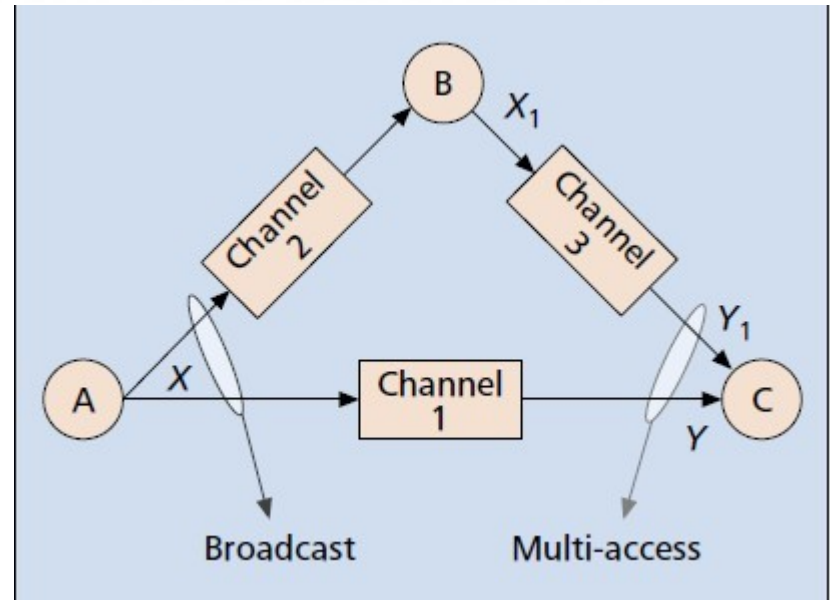 B
X1
Channel
2
Channel
3
Y1
A
X
Channel
1
C
Y
Broadcast
Multi-access